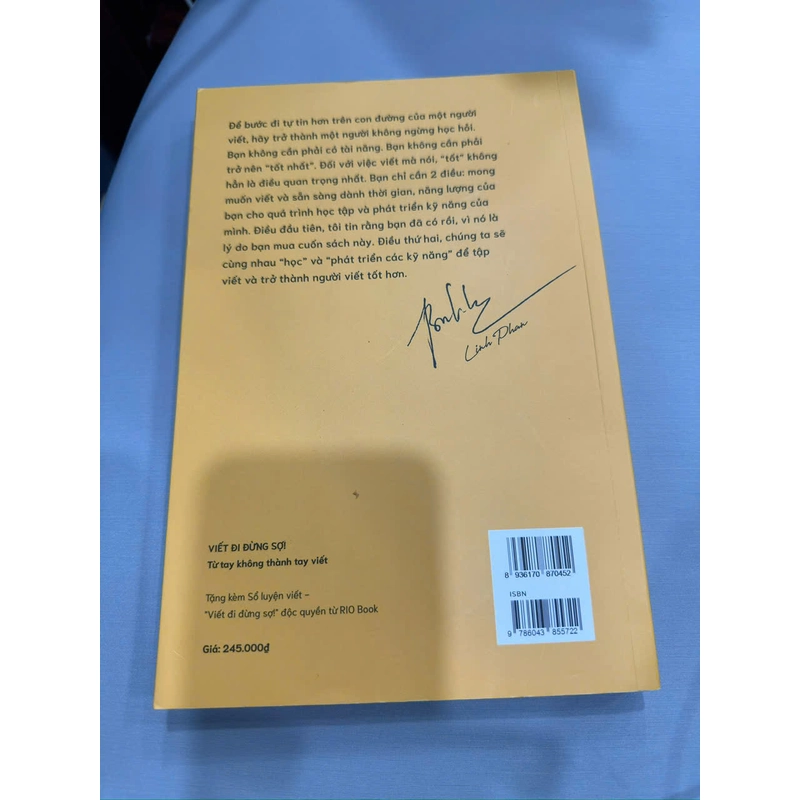 Để bước đi tự tin hơn trên con đường của một người
viết, hãy trở thành một người không ngừng học hỏi.
Bạn không cần phải có tài năng. Bạn không cần phải
trở nên “tốt nhất”. Đối với việc viết mà nói, “tốt” không
hẳn là điều quan trọng nhất. Bạn chỉ cần 2 điều: mong
muốn viết và sẵn sàng dành thời gian, năng lượng của
bạn cho quá trình học tập và phát triển kỹ năng của
mình. Điều đầu tiên, tôi tin rằng bạn đã có rồi, vì nó là
lý do bạn mua cuốn sách này. Điều thứ hai, chúng ta sẽ
cùng nhau “học” và “phát triển các kỹ năng” để tập
viết và trở thành người viết tốt hơn.
Linh Phan
VIẾT ĐI ĐỪNG SỢ!
Từ tay không thành tay viết
Tặng kèm Sổ luyện viết –
“Viết đi đừng sợ!” độc quyền từ RIO Book
Giá: 245.000₫
8 936170 870452
ISBN
9 786043 855722